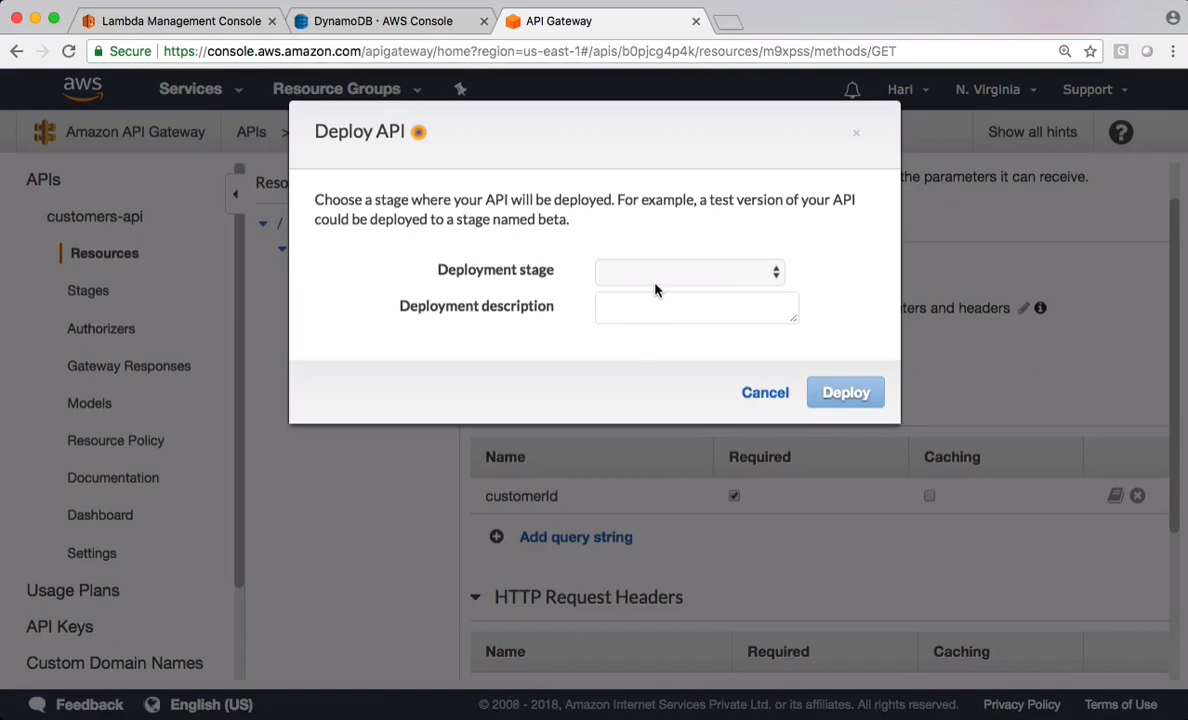 Lambda Management Console
DynamoDB · AWS Console
API Gateway
Secure
https://console.aws.amazon.com/apigateway/home?region=us-east-1#/apis/b0pjcg4p4k/resources/m9xpss/methods/GET
aws
Services
Resource Groups
Hari
N. Virginia
Support
Amazon API Gateway
APIs
>
Show all hints
?
Deploy API
Choose a stage where your API will be deployed. For example, a test version of your API
could be deployed to a stage named beta.
Deployment stage
Deployment description
Cancel
Deploy
APIs
customers-api
Resources
Stages
Authorizers
Gateway Responses
Models
Resource Policy
Documentation
Dashboard
Settings
Usage Plans
API Keys
Custom Domain Names
Reso
/
the parameters it can receive.
ters and headers
Name Required Caching
customerId
Add query string
HTTP Request Headers
Name Required Caching
Feedback
English (US)
© 2008 - 2018, Amazon Internet Services Private Ltd. or its affiliates. All rights reserved.
Privacy Policy
Terms of Use